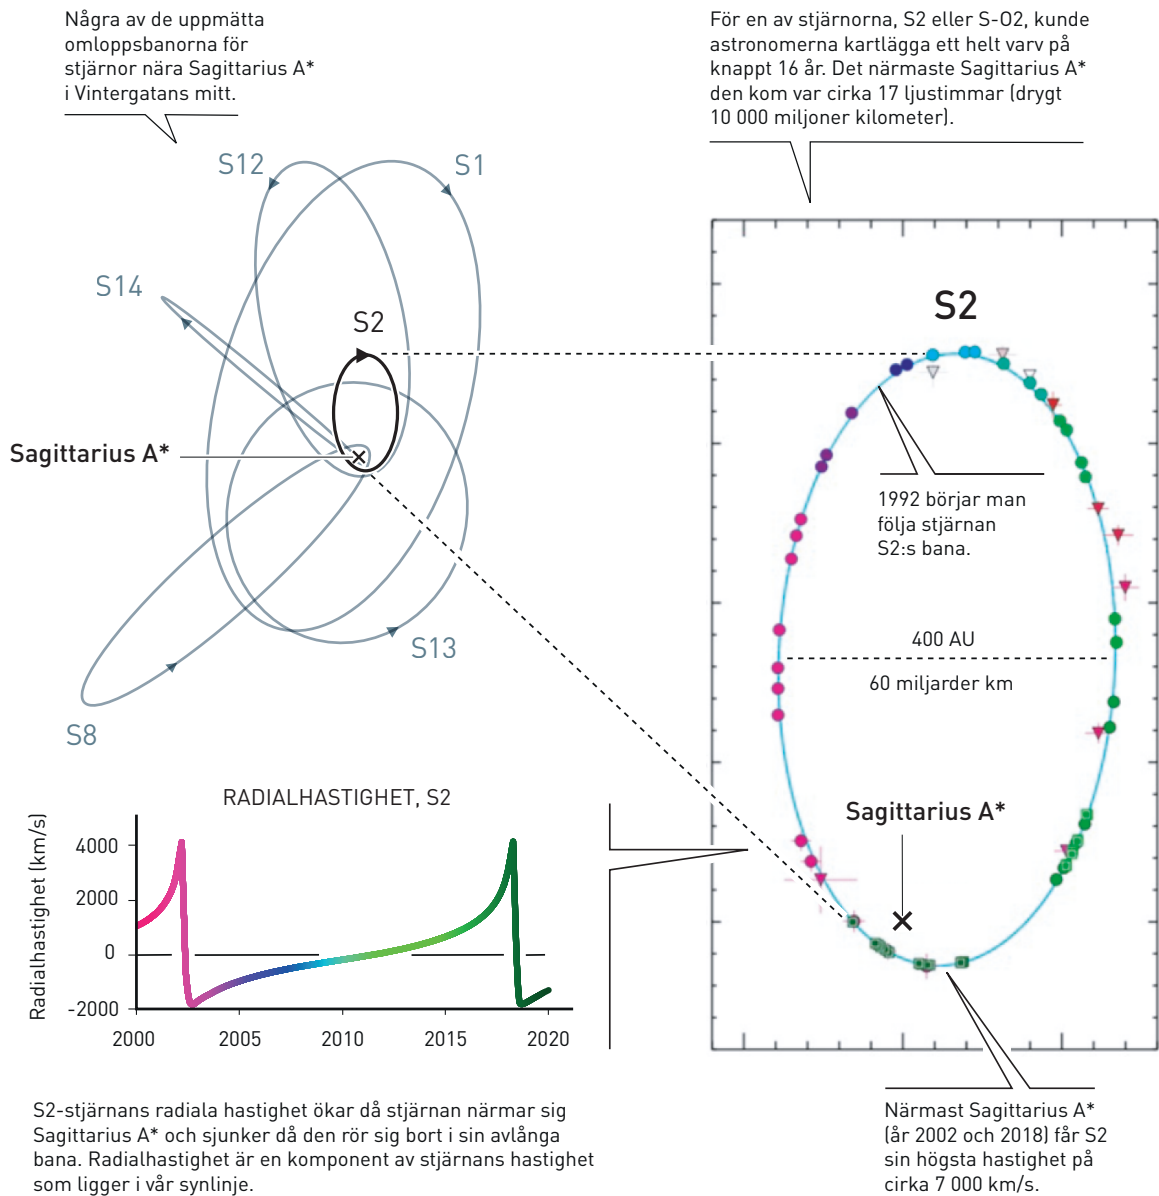 Några av de uppmätta
omloppsbanorna för
stjärnor nära Sagittarius A*
i Vintergatans mitt.
För en av stjärnorna, S2 eller S-O2, kunde
astronomerna kartlägga ett helt varv på
knappt 16 år. Det närmaste Sagittarius A*
den kom var cirka 17 ljustimmar (drygt
10 000 miljoner kilometer).
S12
S1
S14
S2
Sagittarius A*
S13
S8
S2
1992 börjar man
följa stjärnan
S2:s bana.
400 AU
60 miljarder km
Sagittarius A*
RADIALHASTIGHET, S2
Radialhastighet (km/s)
4000
2000
0
-2000
2000
2005
2010
2015
2020
S2-stjärnans radiala hastighet ökar då stjärnan närmar sig
Sagittarius A* och sjunker då den rör sig bort i sin avlånga
bana. Radialhastighet är en komponent av stjärnans hastighet
som ligger i vår synlinje.
Närmast Sagittarius A*
(år 2002 och 2018) får S2
sin högsta hastighet på
cirka 7 000 km/s.